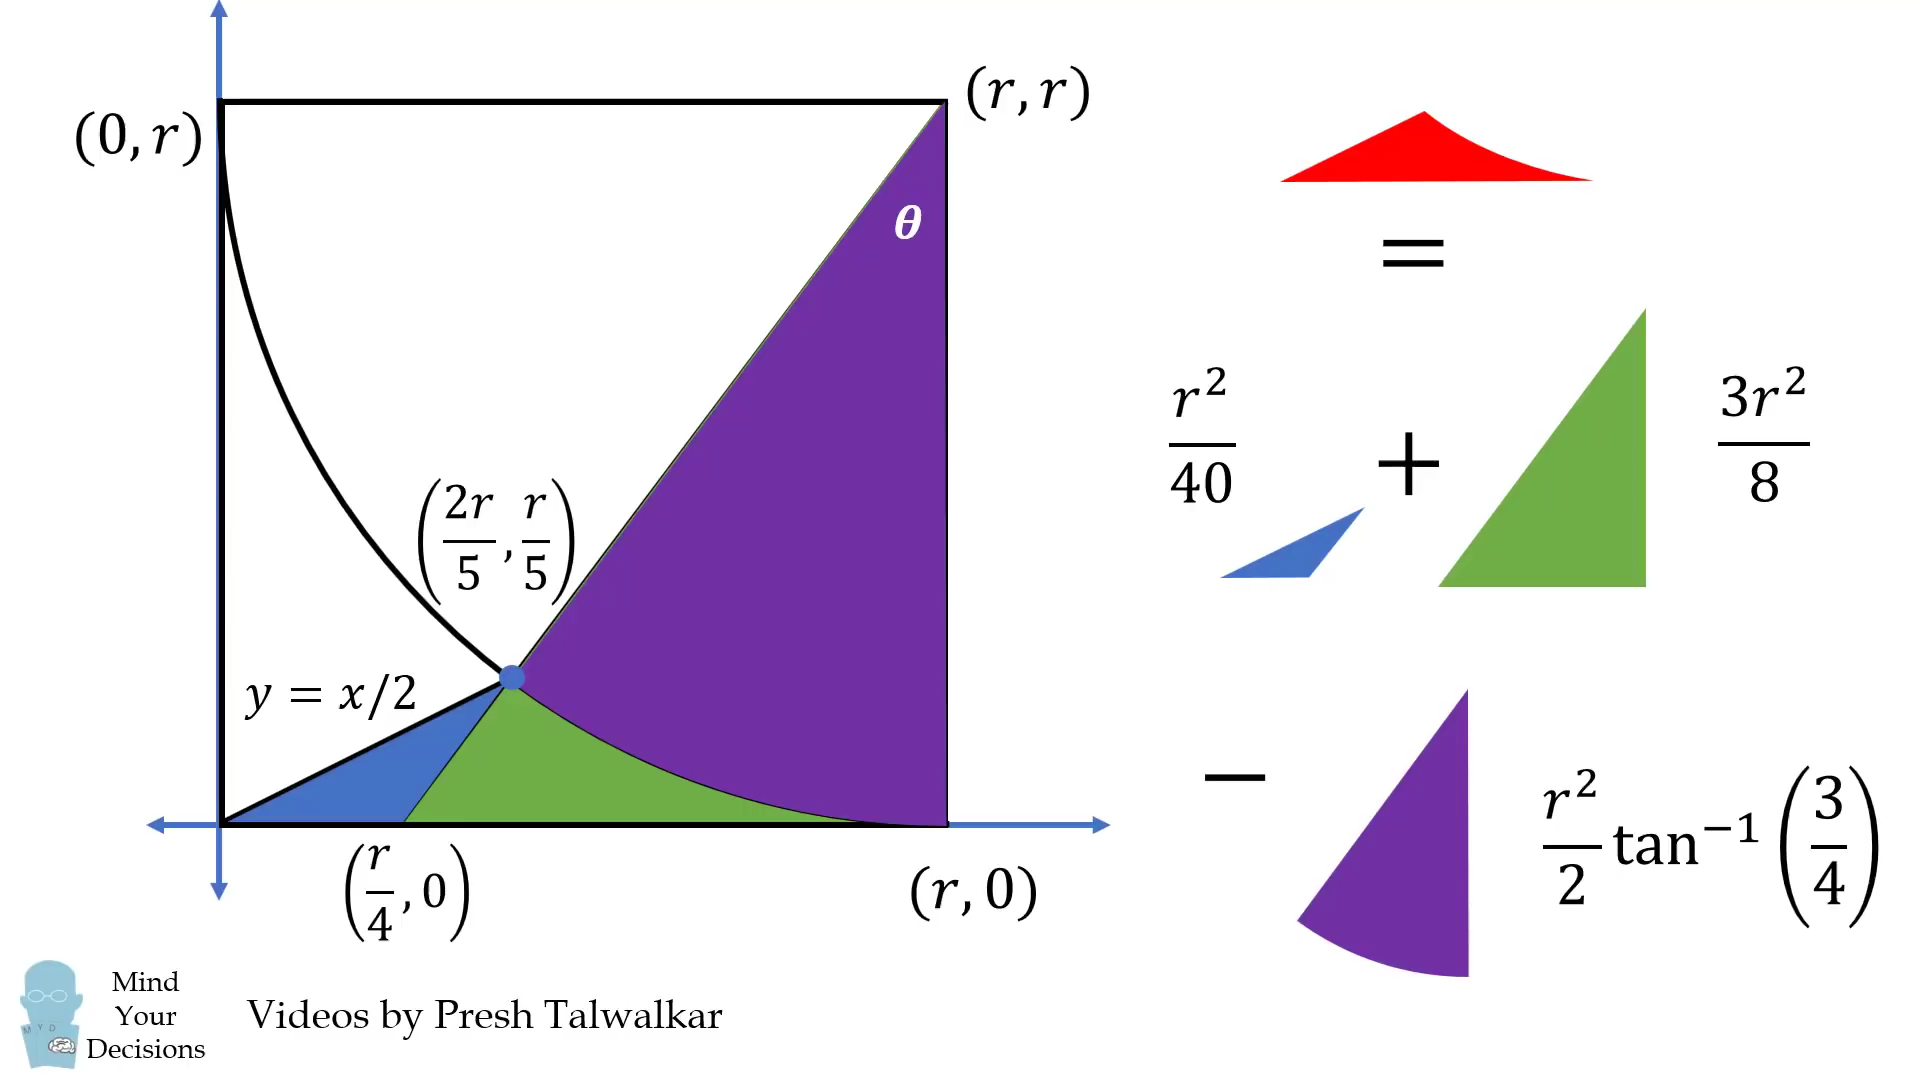 (r, r)
(0, r)
θ
=
r²/40
+
3r²/8
(2r/5, r/5)
y = x/2
−
r²/2 tan⁻¹(3/4)
(r/4, 0)
(r, 0)
Mind
Your
Decisions
M Y D
Videos by Presh Talwalkar